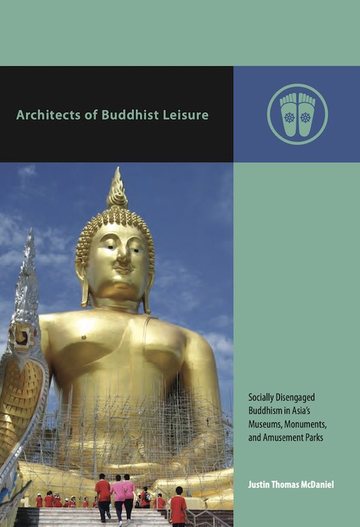 Architects of Buddhist Leisure
Socially Disengaged
Buddhism in Asia's
Museums, Monuments,
and Amusement Parks
Justin Thomas McDaniel